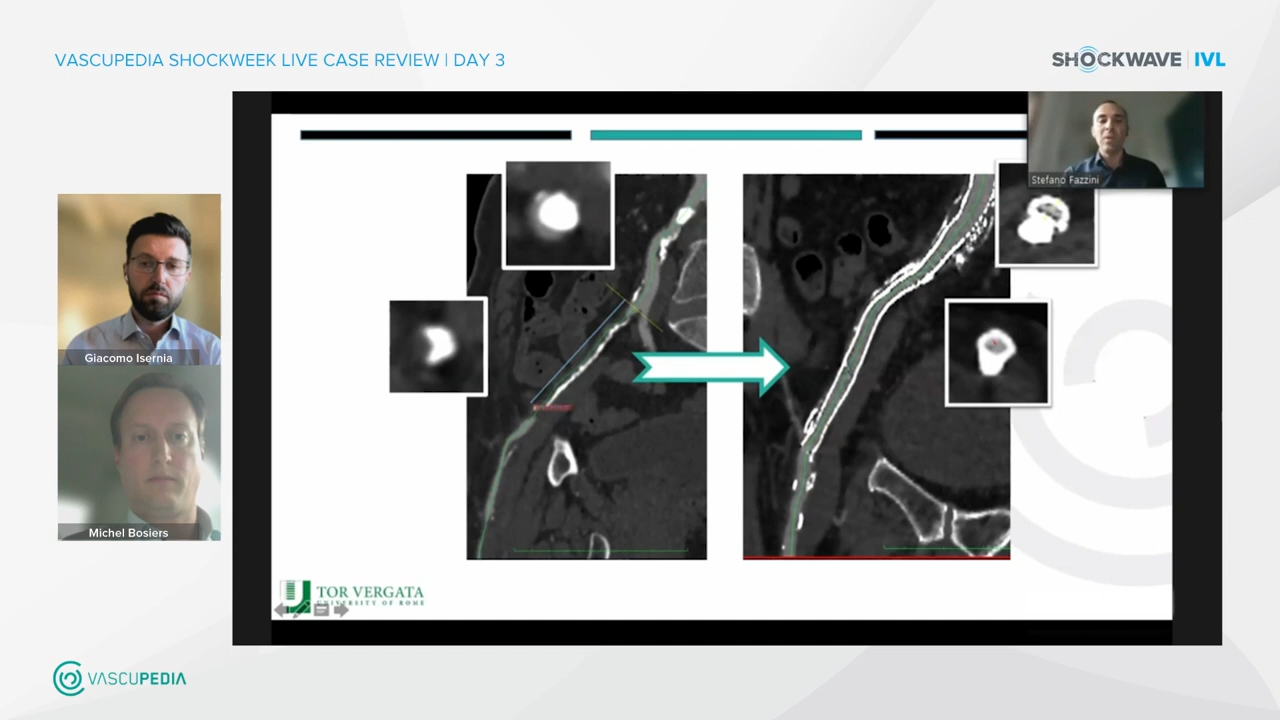 VASCUPEDIA SHOCKWEEK LIVE CASE REVIEW | DAY 3
SHOCKWAVE | IVL
Stefano Fazzini
Giacomo Isernia
Michel Bosiers
TOR VERGATA
UNIVERSITY OF ROME
VASCUPEDIA